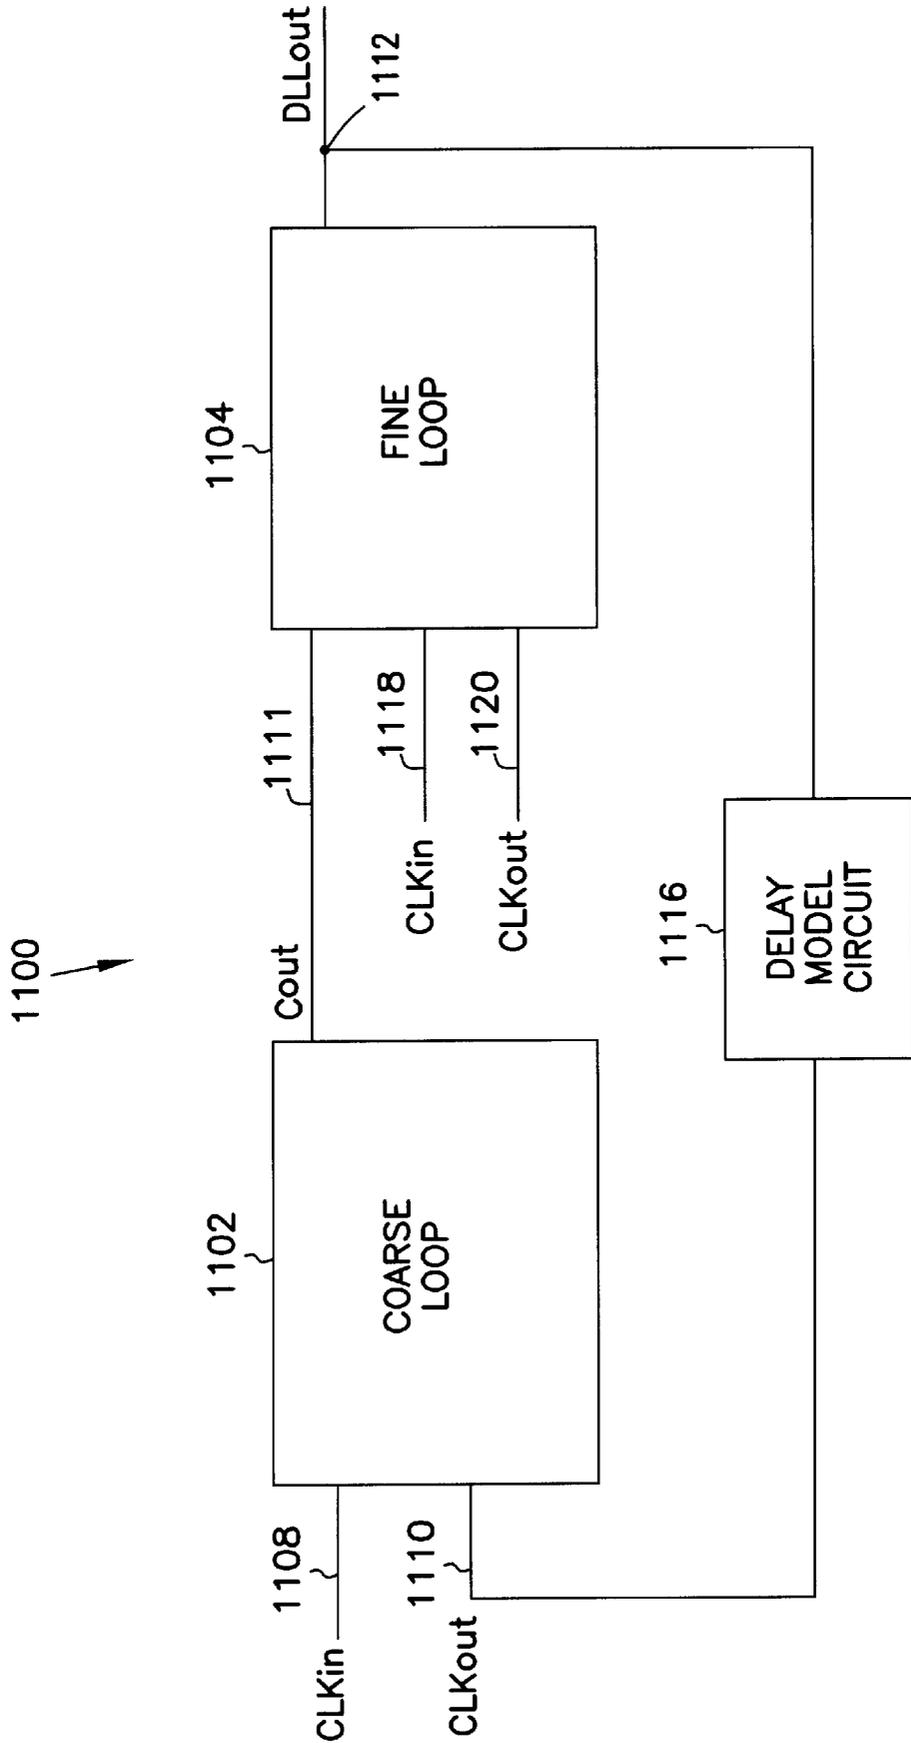 1100
1102
1104
1108
CLKin
COARSE
LOOP
Cout
1111
FINE
LOOP
DLLout
1112
1110
CLKout
CLKin
1118
CLKout
1120
1116
DELAY
MODEL
CIRCUIT